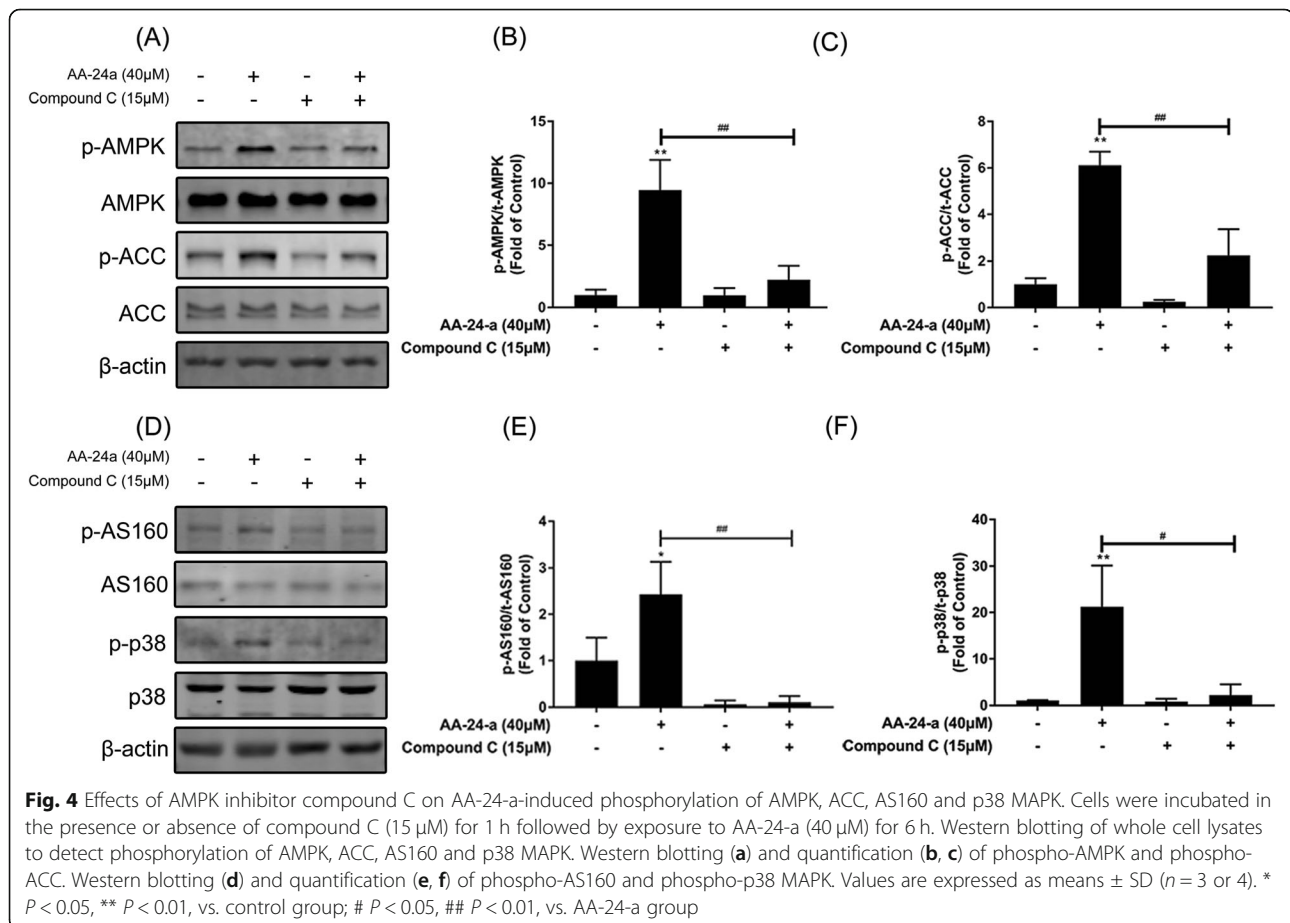 (A)
AA-24a (40μM) - + - +
Compound C (15μM) - - + +
p-AMPK
AMPK
p-ACC
ACC
β-actin
(B)
p-AMPK/t-AMPK
(Fold of Control)
15
10
5
0
**
##
AA-24-a (40μM) - + - +
Compound C (15μM) - - + +
(C)
p-ACC/t-ACC
(Fold of Control)
8
6
4
2
0
**
##
AA-24-a (40μM) - + - +
Compound C (15μM) - - + +
(D)
AA-24a (40μM) - + - +
Compound C (15μM) - - + +
p-AS160
AS160
p-p38
p38
β-actin
(E)
p-AS160/t-AS160
(Fold of Control)
4
3
2
1
0
*
##
AA-24-a (40μM) - + - +
Compound C (15μM) - - + +
(F)
p-p38/t-p38
(Fold of Control)
40
30
20
10
0
**
#
AA-24-a (40μM) - + - +
Compound C (15μM) - - + +
Fig. 4 Effects of AMPK inhibitor compound C on AA-24-a-induced phosphorylation of AMPK, ACC, AS160 and p38 MAPK. Cells were incubated in
the presence or absence of compound C (15 μM) for 1 h followed by exposure to AA-24-a (40 μM) for 6 h. Western blotting of whole cell lysates
to detect phosphorylation of AMPK, ACC, AS160 and p38 MAPK. Western blotting (a) and quantification (b, c) of phospho-AMPK and phospho-
ACC. Western blotting (d) and quantification (e, f) of phospho-AS160 and phospho-p38 MAPK. Values are expressed as means ± SD (n = 3 or 4). *
P < 0.05, ** P < 0.01, vs. control group; # P < 0.05, ## P < 0.01, vs. AA-24-a group